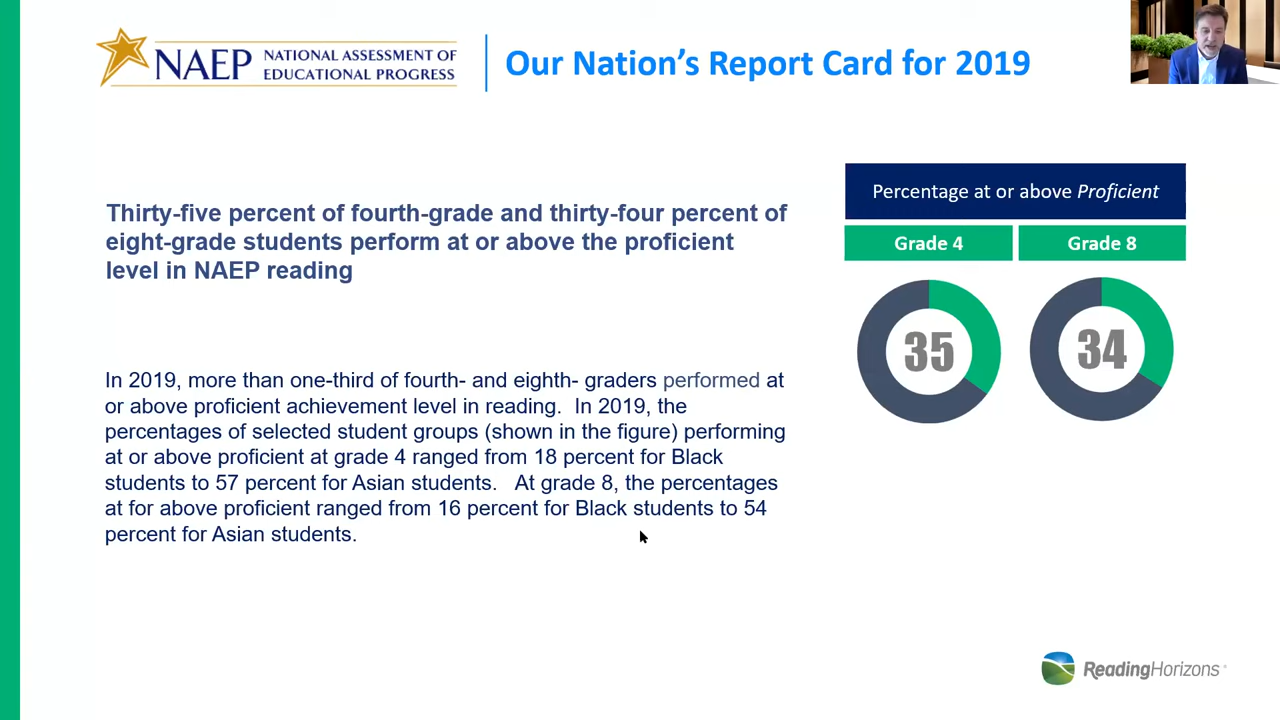 NAEP
NATIONAL ASSESSMENT OF
EDUCATIONAL PROGRESS
Our Nation's Report Card for 2019
Thirty-five percent of fourth-grade and thirty-four percent of
eight-grade students perform at or above the proficient
level in NAEP reading
In 2019, more than one-third of fourth- and eighth- graders performed at
or above proficient achievement level in reading.  In 2019, the
percentages of selected student groups (shown in the figure) performing
at or above proficient at grade 4 ranged from 18 percent for Black
students to 57 percent for Asian students.   At grade 8, the percentages
at for above proficient ranged from 16 percent for Black students to 54
percent for Asian students.
Percentage at or above Proficient
Grade 4
Grade 8
35
34
ReadingHorizons